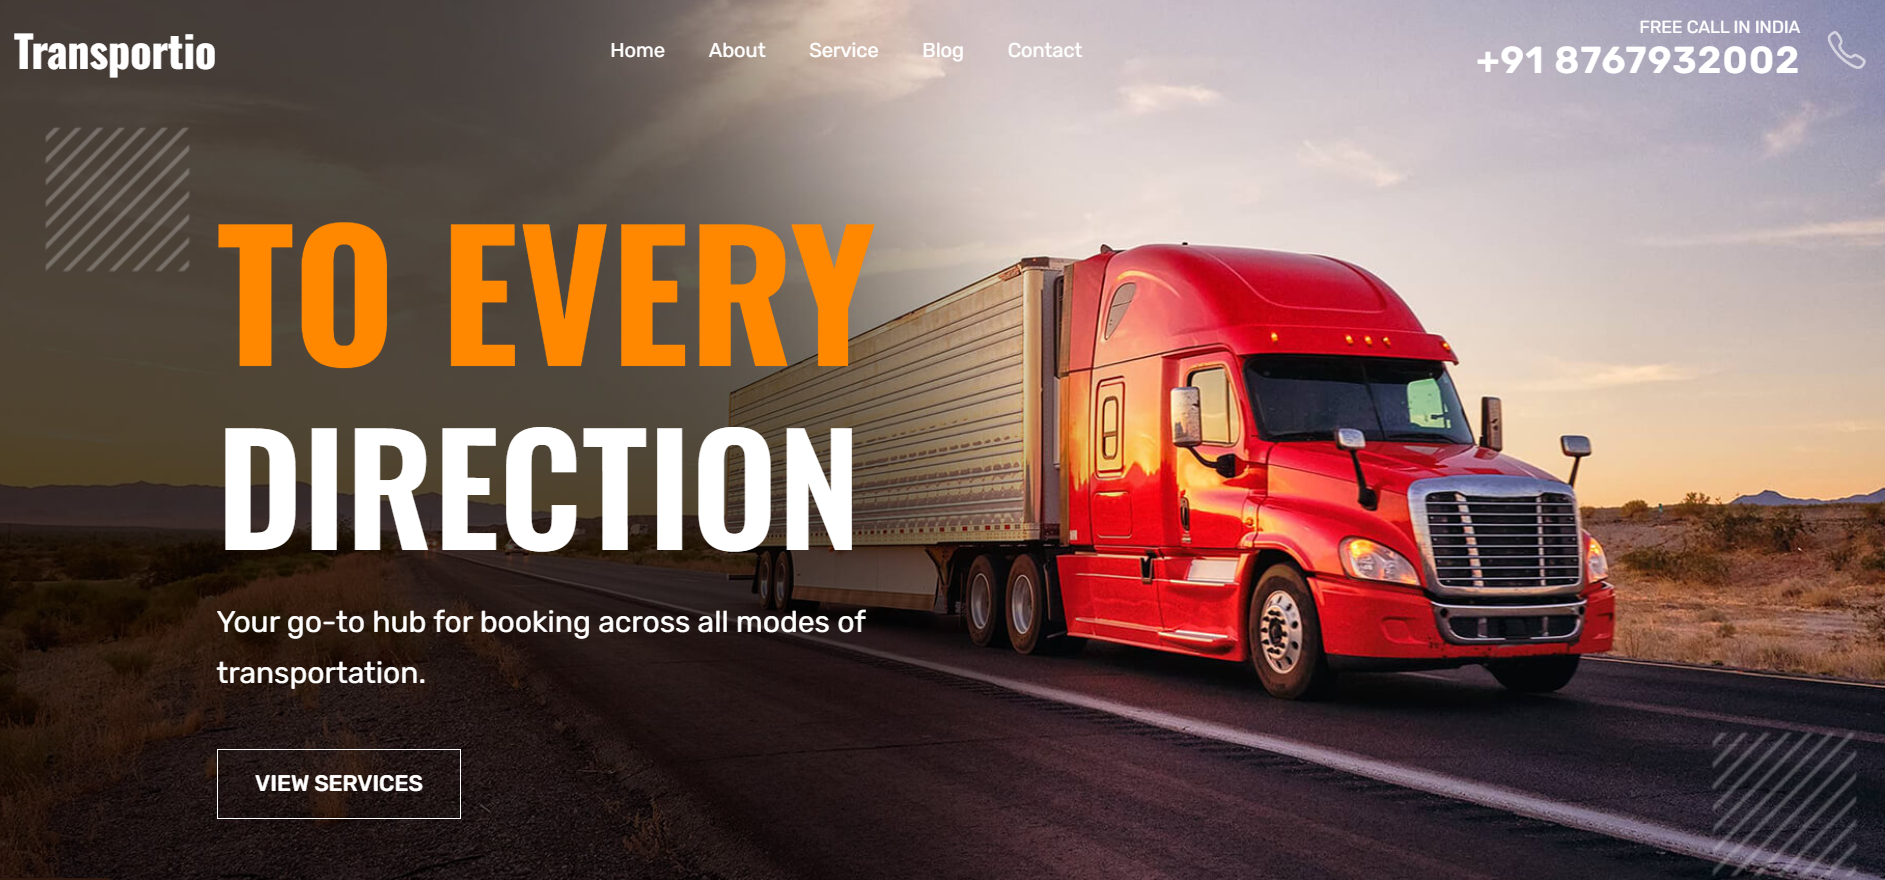 Transportio
Home About Service Blog Contact
FREE CALL IN INDIA
+91 8767932002
TO EVERY
DIRECTION
Your go-to hub for booking across all modes of
transportation.
VIEW SERVICES